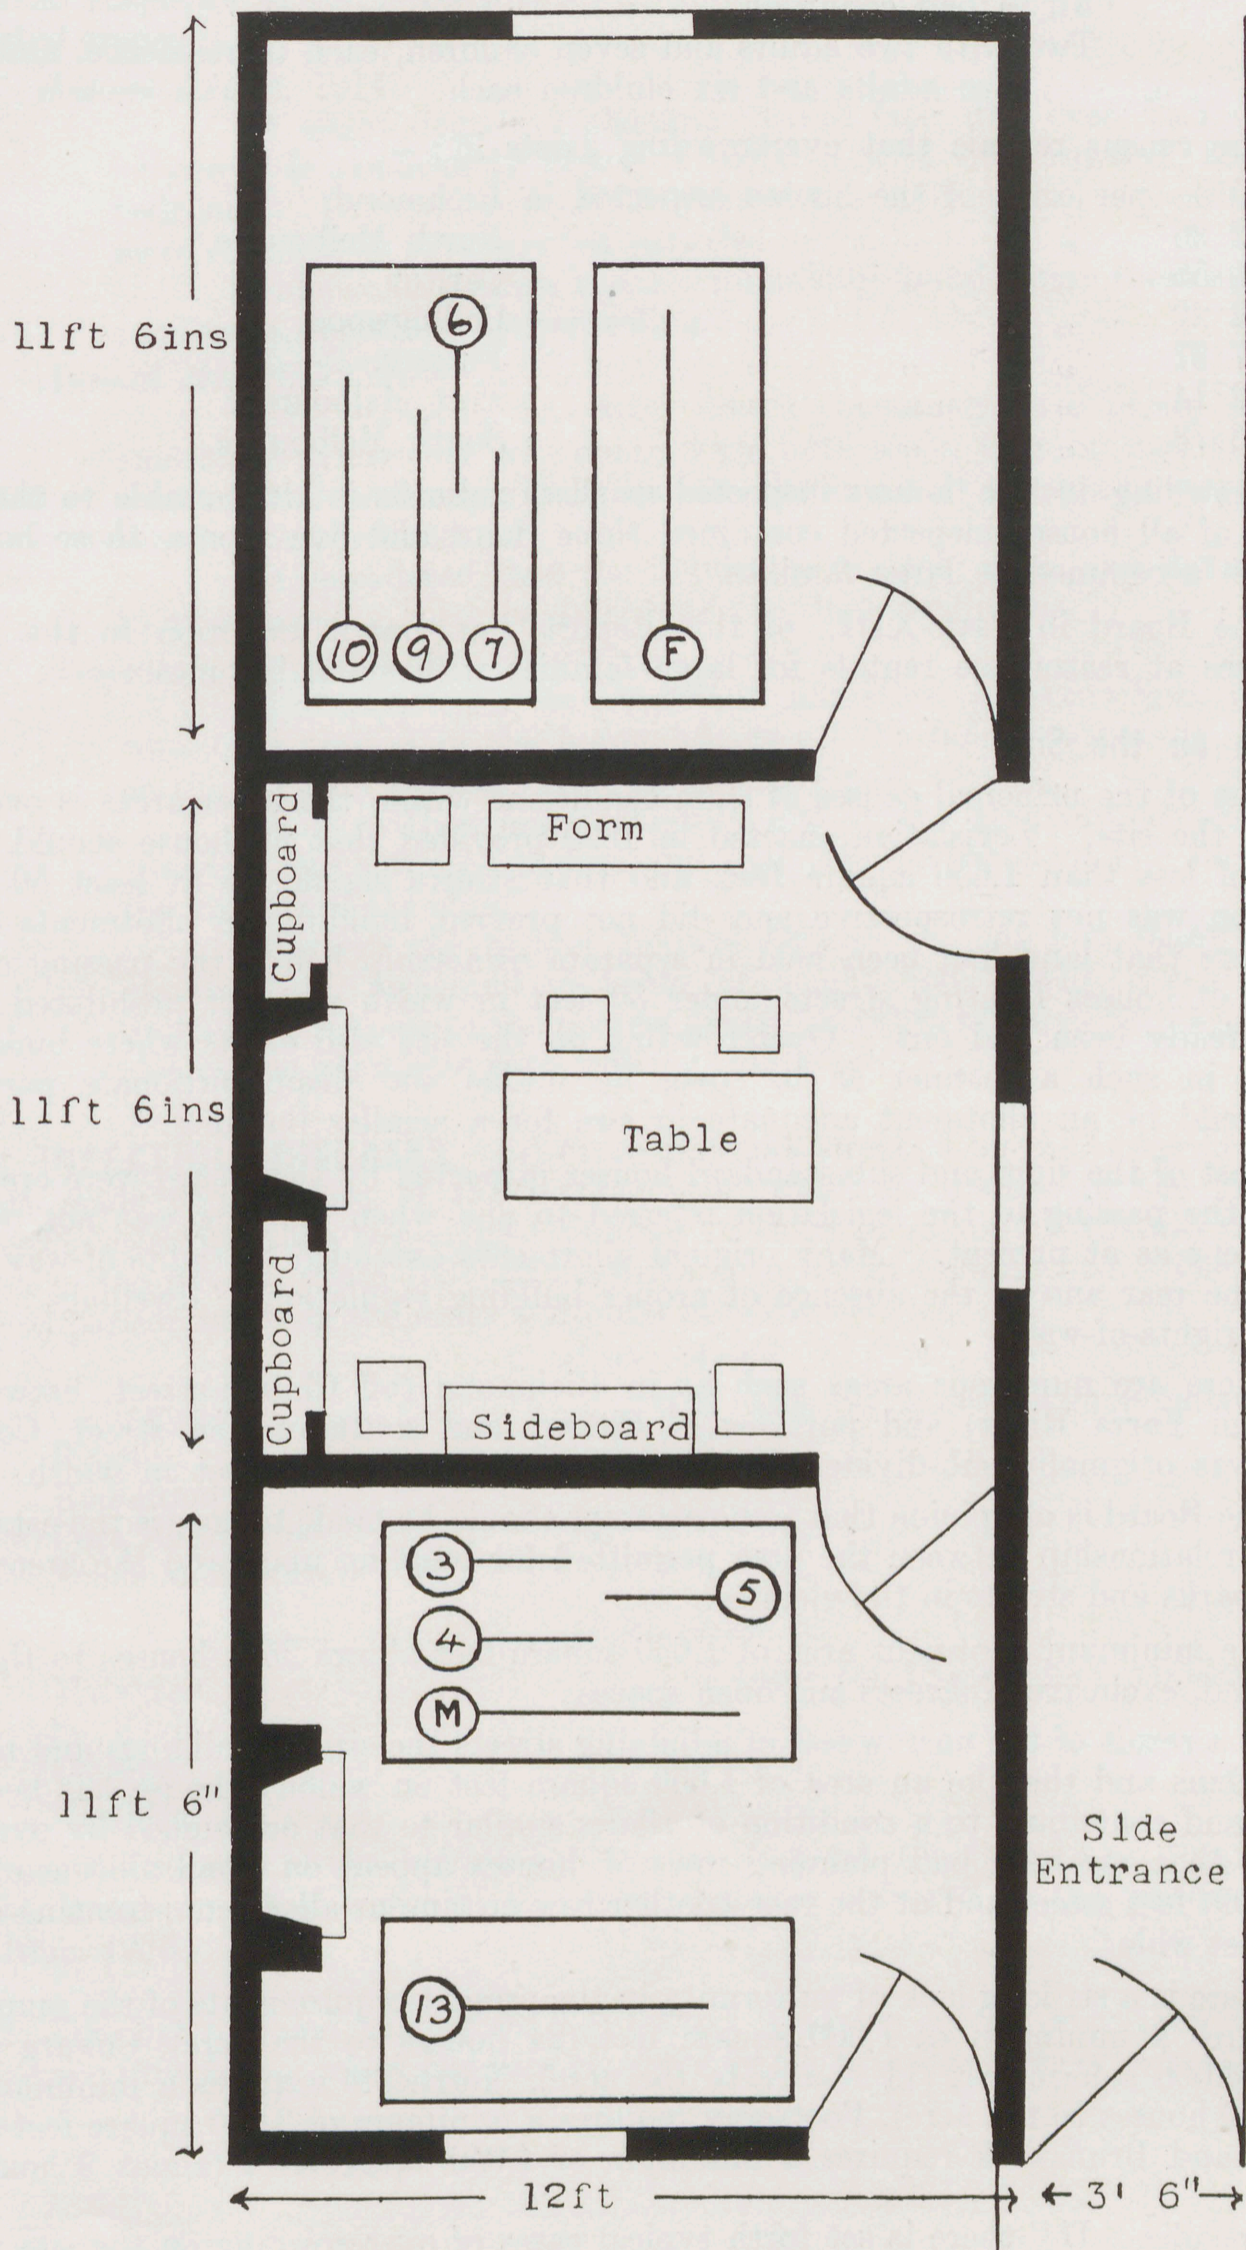 11ft 6ins
6
10
9
7
F
Cupboard
Form
11ft 6ins
Table
Cupboard
Sideboard
3
5
4
M
11ft 6"
Side
Entrance
13
12ft
3' 6"